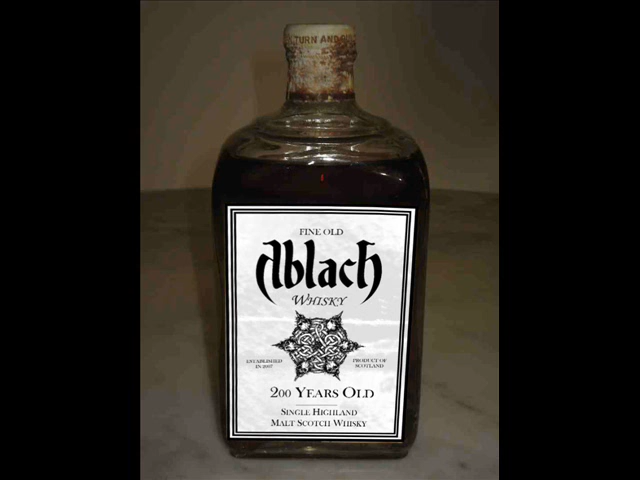 TURN AND
FINE OLD
Ablach
WHISKY
ESTABLISHED
IN 2007
PRODUCT OF
SCOTLAND
200 YEARS OLD
SINGLE HIGHLAND
MALT SCOTCH WHISKY